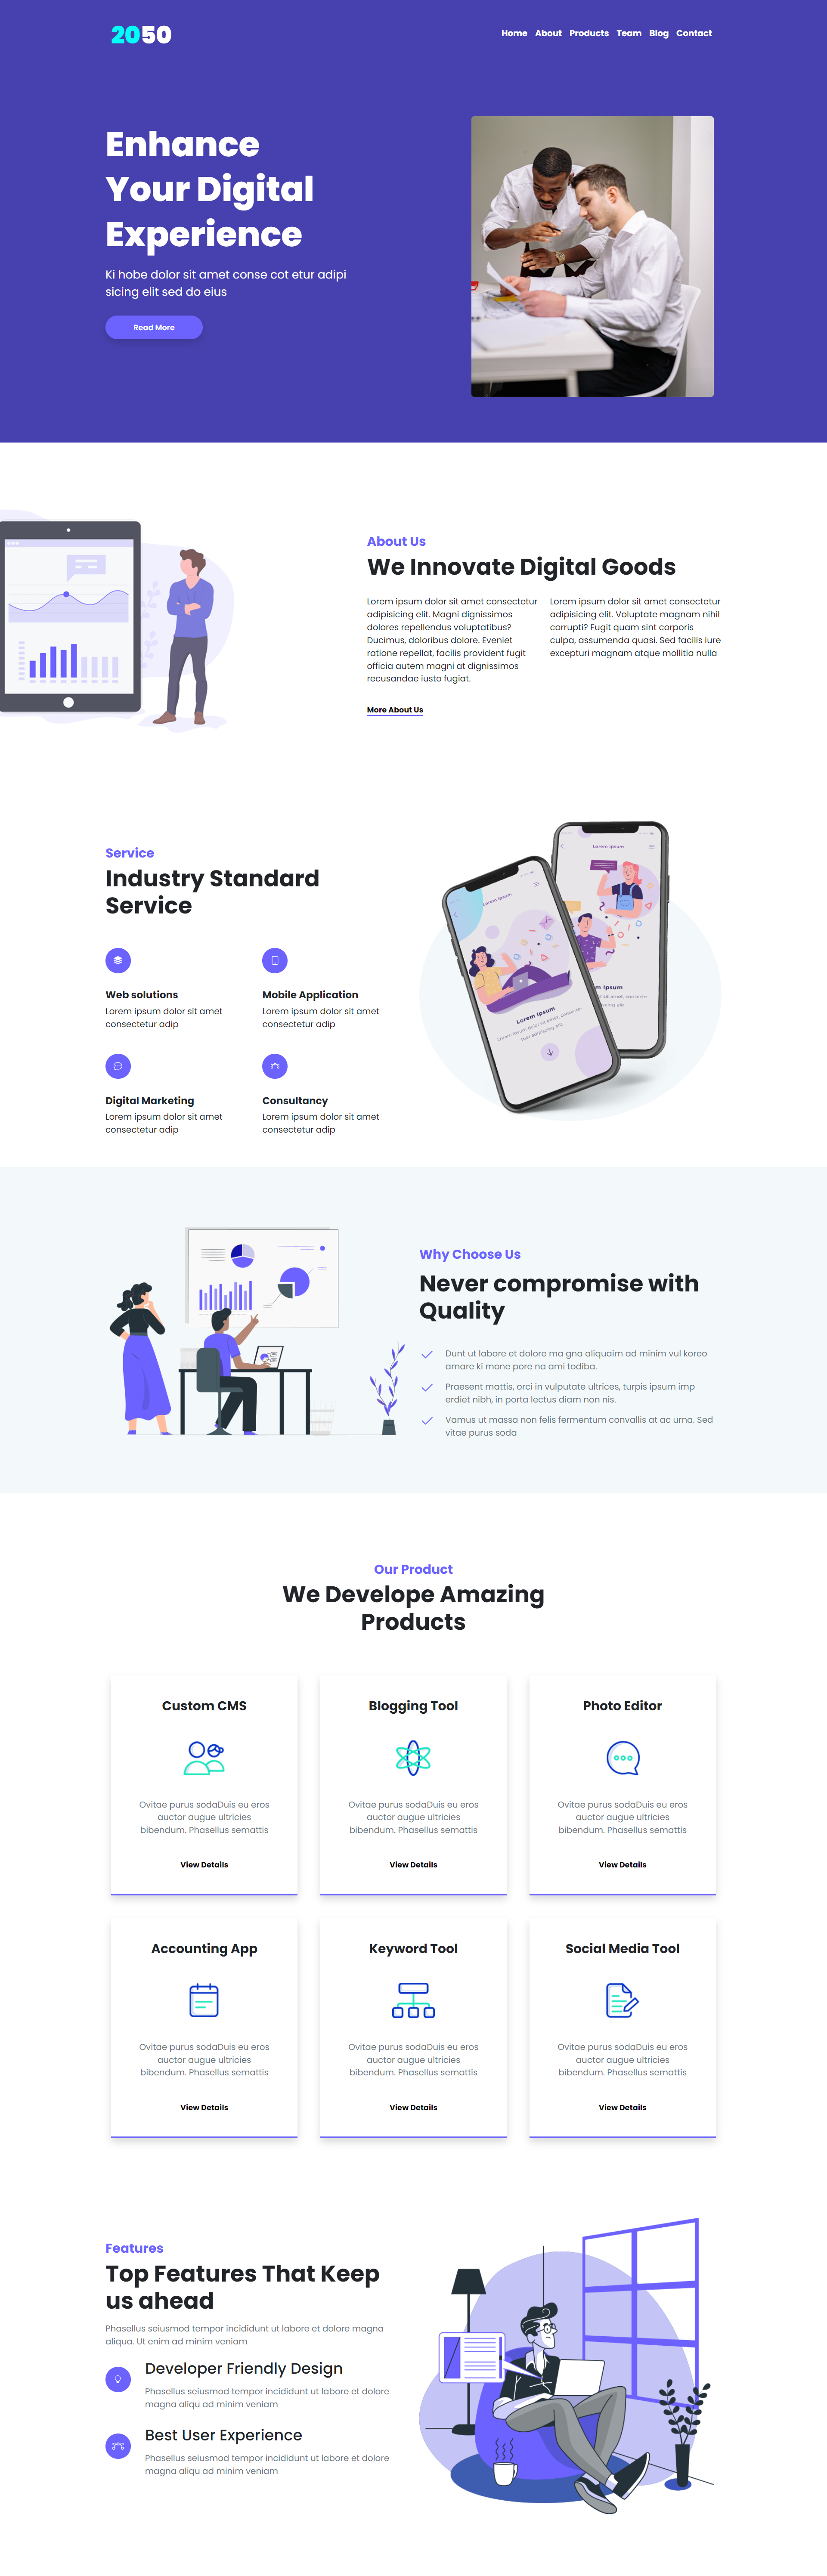 2050
Home About Products Team Blog Contact
Enhance
Your Digital
Experience
Ki hobe dolor sit amet conse cot etur adipi
sicing elit sed do eius
Read More
About Us
We Innovate Digital Goods
Lorem ipsum dolor sit amet consectetur
adipisicing elit. Magni dignissimos
dolores repellendus voluptatibus?
Ducimus, doloribus dolore. Eveniet
ratione repellat, facilis provident fugit
officia autem magni at dignissimos
recusandae iusto fugiat.
Lorem ipsum dolor sit amet consectetur
adipisicing elit. Voluptate magnam nihil
corrupti? Fugit quam sint corporis
culpa, assumenda quasi. Sed facilis iure
excepturi magnam atque mollitia nulla
More About Us
Service
Industry Standard
Service
Web solutions
Lorem ipsum dolor sit amet
consectetur adip
Mobile Application
Lorem ipsum dolor sit amet
consectetur adip
Digital Marketing
Lorem ipsum dolor sit amet
consectetur adip
Consultancy
Lorem ipsum dolor sit amet
consectetur adip
Lorem Ipsum
Lorem Ipsum
Lorem Ipsum
Lorem ipsum dolor sit amet, consecte-
tuer adipiscing elit.
Ipsum
sit amet, consecte-
iscing elit.
Why Choose Us
Never compromise with
Quality
Dunt ut labore et dolore ma gna aliquaim ad minim vul koreo
amare ki mone pore na ami todiba.
Praesent mattis, orci in vulputate ultrices, turpis ipsum imp
erdiet nibh, in porta lectus diam non nis.
Vamus ut massa non felis fermentum convallis at ac urna. Sed
vitae purus soda
Our Product
We Develope Amazing
Products
Custom CMS
Ovitae purus sodaDuis eu eros
auctor augue ultricies
bibendum. Phasellus semattis
View Details
Blogging Tool
Ovitae purus sodaDuis eu eros
auctor augue ultricies
bibendum. Phasellus semattis
View Details
Photo Editor
Ovitae purus sodaDuis eu eros
auctor augue ultricies
bibendum. Phasellus semattis
View Details
Accounting App
Ovitae purus sodaDuis eu eros
auctor augue ultricies
bibendum. Phasellus semattis
View Details
Keyword Tool
Ovitae purus sodaDuis eu eros
auctor augue ultricies
bibendum. Phasellus semattis
View Details
Social Media Tool
Ovitae purus sodaDuis eu eros
auctor augue ultricies
bibendum. Phasellus semattis
View Details
Features
Top Features That Keep
us ahead
Phasellus seiusmod tempor incididunt ut labore et dolore magna
aliqua. Ut enim ad minim veniam
Developer Friendly Design
Phasellus seiusmod tempor incididunt ut labore et dolore
magna aliqu ad minim veniam
Best User Experience
Phasellus seiusmod tempor incididunt ut labore et dolore
magna aliqu ad minim veniam